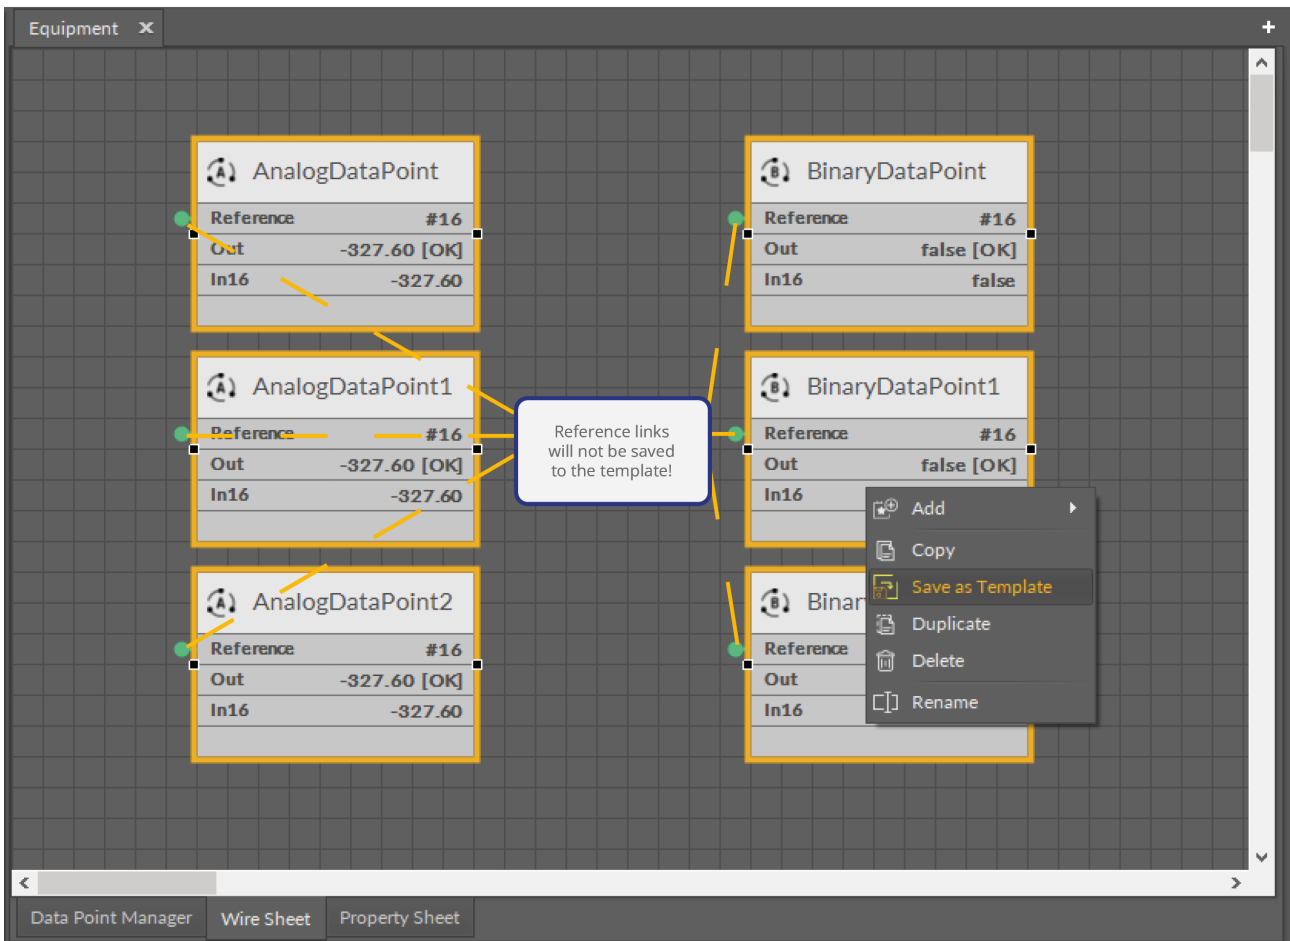 Equipment
AnalogDataPoint
Reference #16
Out -327.60 [OK]
In16 -327.60
BinaryDataPoint
Reference #16
Out false [OK]
In16 false
AnalogDataPoint1
Reference #16
Out -327.60 [OK]
In16 -327.60
Reference links
will not be saved
to the template!
BinaryDataPoint1
Reference #16
Out false [OK]
In16
AnalogDataPoint2
Reference #16
Out -327.60 [OK]
In16 -327.60
Binar
Reference
Out
In16
Add
Copy
Save as Template
Duplicate
Delete
Rename
Data Point Manager Wire Sheet Property Sheet